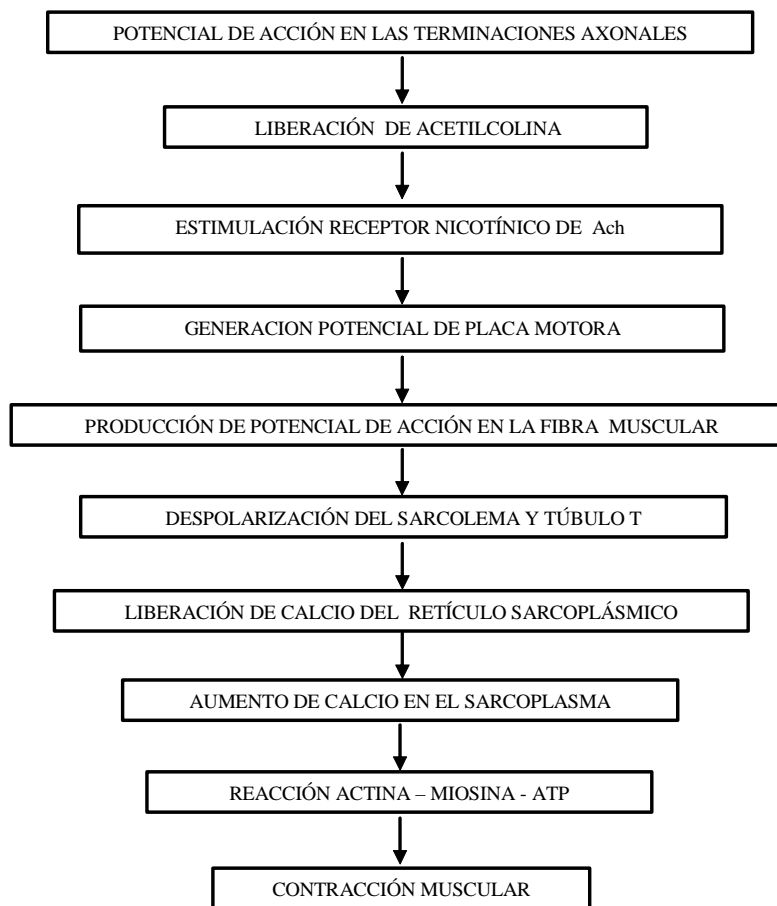 POTENCIAL DE ACCIÓN EN LAS TERMINACIONES AXONALES
LIBERACIÓN DE ACETILCOLINA
ESTIMULACIÓN RECEPTOR NICOTÍNICO DE Ach
GENERACION POTENCIAL DE PLACA MOTORA
PRODUCCIÓN DE POTENCIAL DE ACCIÓN EN LA FIBRA MUSCULAR
DESPOLARIZACIÓN DEL SARCOLEMA Y TÚBULO T
LIBERACIÓN DE CALCIO DEL RETÍCULO SARCOPLÁSMICO
AUMENTO DE CALCIO EN EL SARCOPLASMA
REACCIÓN ACTINA – MIOSINA - ATP
CONTRACCIÓN MUSCULAR